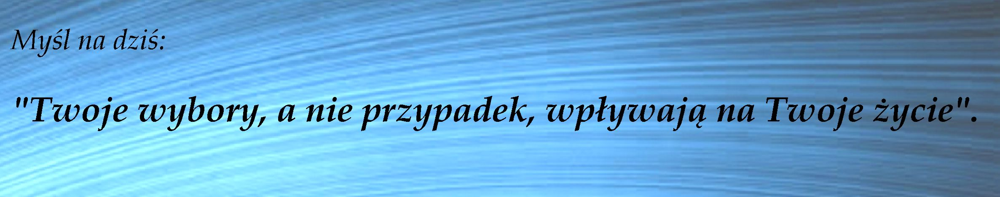 Myśl na dziś:
"Twoje wybory, a nie przypadek, wpływają na Twoje życie".